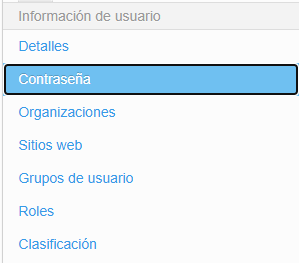 Información de usuario
Detalles
Contraseña
Organizaciones
Sitios web
Grupos de usuario
Roles
Clasificación